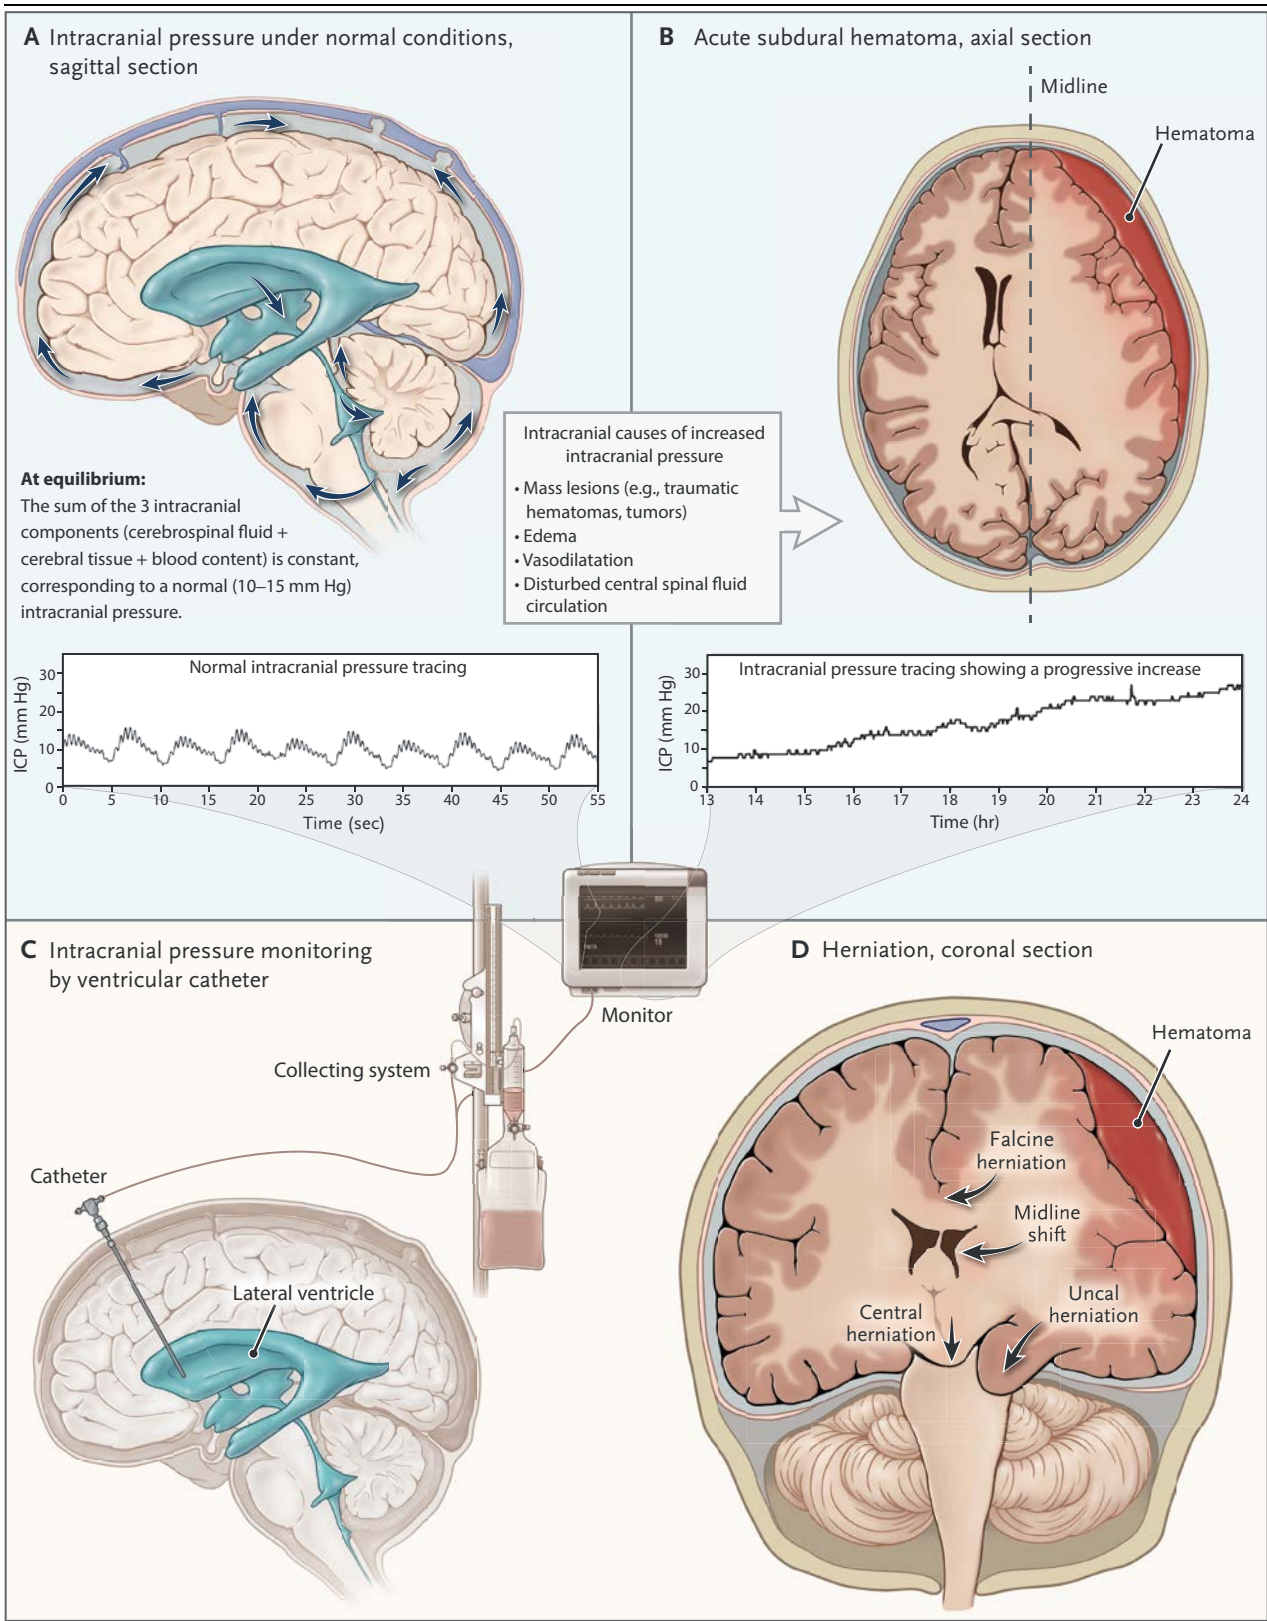 A Intracranial pressure under normal conditions,
sagittal section
B Acute subdural hematoma, axial section
Midline
Hematoma
At equilibrium:
The sum of the 3 intracranial
components (cerebrospinal fluid +
cerebral tissue + blood content) is constant,
corresponding to a normal (10–15 mm Hg)
intracranial pressure.
Intracranial causes of increased
intracranial pressure
• Mass lesions (e.g., traumatic
hematomas, tumors)
• Edema
• Vasodilatation
• Disturbed central spinal fluid
circulation
Normal intracranial pressure tracing
ICP (mm Hg)
30
20
10
0
0 5 10 15 20 25 30 35 40 45 50 55
Time (sec)
Intracranial pressure tracing showing a progressive increase
ICP (mm Hg)
30
20
10
0
13 14 15 16 17 18 19 20 21 22 23 24
Time (hr)
C Intracranial pressure monitoring
by ventricular catheter
Monitor
Collecting system
Catheter
Lateral ventricle
D Herniation, coronal section
Hematoma
Falcine
herniation
Midline
shift
Uncal
herniation
Central
herniation